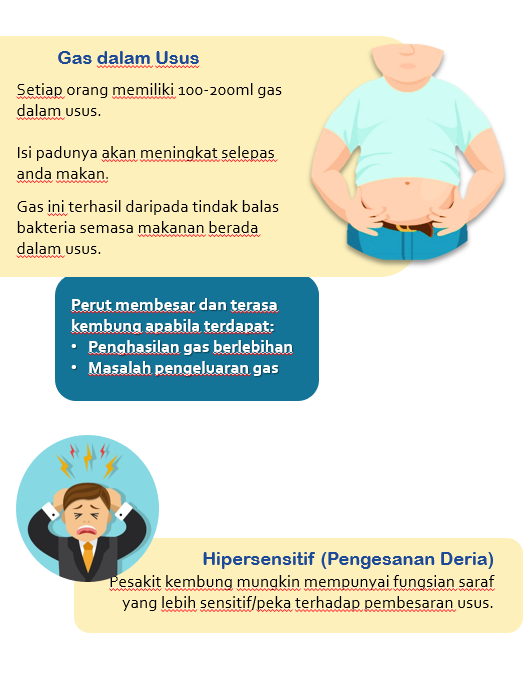 Gas dalam Usus
Setiap orang memiliki 100-200ml gas
dalam usus.
Isi padunya akan meningkat selepas
anda makan.
Gas ini terhasil daripada tindak balas
bakteria semasa makanan berada
dalam usus.
Perut membesar dan terasa
kembung apabila terdapat:
• Penghasilan gas berlebihan
• Masalah pengeluaran gas
Hipersensitif (Pengesanan Deria)
Pesakit kembung mungkin mempunyai fungsian saraf
yang lebih sensitif/peka terhadap pembesaran usus.